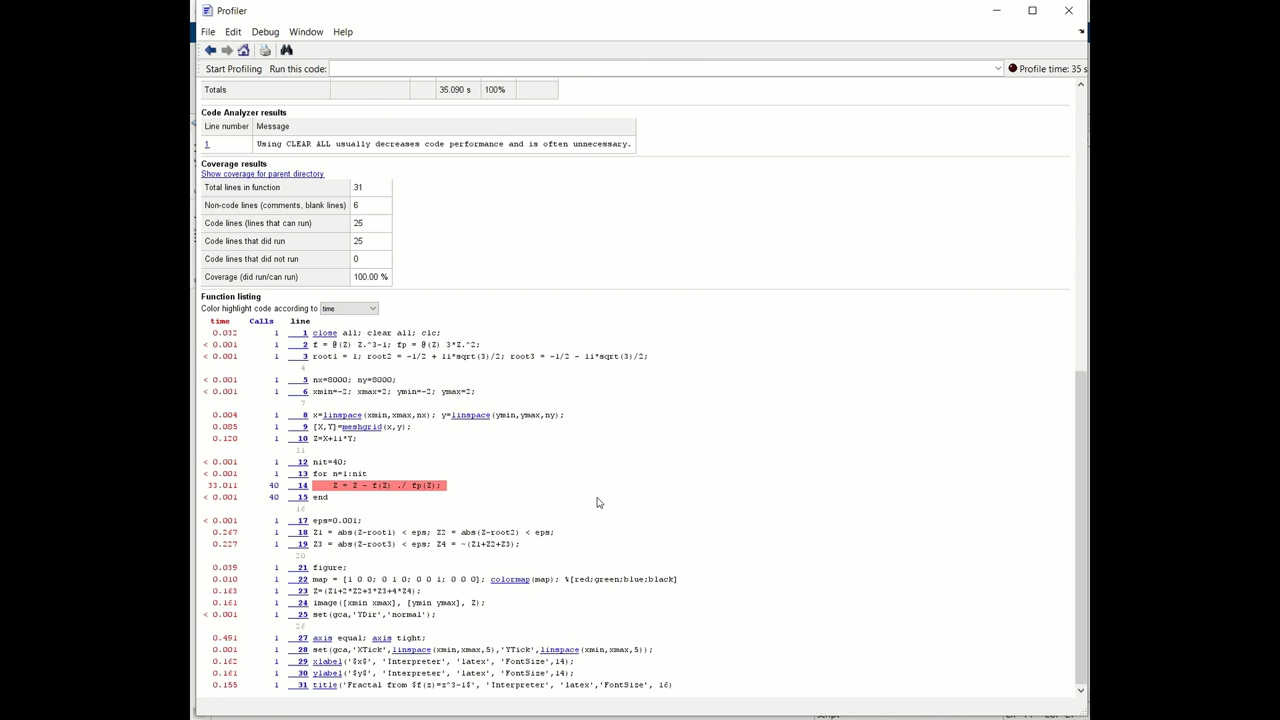 Profiler
File Edit Debug Window Help
Start Profiling Run this code: Profile time: 35 s
Totals 35.090 s 100%
Code Analyzer results
Line number Message
1 Using CLEAR ALL usually decreases code performance and is often unnecessary.
Coverage results
Show coverage for parent directory
Total lines in function 31
Non-code lines (comments, blank lines) 6
Code lines (lines that can run) 25
Code lines that did run 25
Code lines that did not run 0
Coverage (did run/can run) 100.00 %
Function listing
Color highlight code according to time
time Calls line
0.032 1 1 close all; clear all; clc;
< 0.001 1 2 f = @(Z) Z.^3-1; fp = @(Z) 3*Z.^2;
< 0.001 1 3 root1 = 1; root2 = -1/2 + 1i*sqrt(3)/2; root3 = -1/2 - 1i*sqrt(3)/2;
4
< 0.001 1 5 nx=8000; ny=8000;
< 0.001 1 6 xmin=-2; xmax=2; ymin=-2; ymax=2;
7
0.004 1 8 x=linspace(xmin,xmax,nx); y=linspace(ymin,ymax,ny);
0.085 1 9 [X,Y]=meshgrid(x,y);
0.120 1 10 Z=X+1i*Y;
11
< 0.001 1 12 nit=40;
< 0.001 1 13 for n=1:nit
33.011 40 14 Z = Z - f(Z) ./ fp(Z);
< 0.001 40 15 end
16
< 0.001 1 17 eps=0.001;
0.267 1 18 Z1 = abs(Z-root1) < eps; Z2 = abs(Z-root2) < eps;
0.227 1 19 Z3 = abs(Z-root3) < eps; Z4 = ~(Z1+Z2+Z3);
20
0.039 1 21 figure;
0.010 1 22 map = [1 0 0; 0 1 0; 0 0 1; 0 0 0]; colormap(map); %[red;green;blue;black]
0.163 1 23 Z=(Z1+2*Z2+3*Z3+4*Z4);
0.161 1 24 image([xmin xmax], [ymin ymax], Z);
< 0.001 1 25 set(gca,'YDir','normal');
26
0.491 1 27 axis equal; axis tight;
0.001 1 28 set(gca,'XTick',linspace(xmin,xmax,5),'YTick',linspace(xmin,xmax,5));
0.162 1 29 xlabel('$x$', 'Interpreter', 'latex', 'FontSize',14);
0.161 1 30 ylabel('$y$', 'Interpreter', 'latex', 'FontSize',14);
0.155 1 31 title('Fractal from $f(z)=z^3-1$', 'Interpreter', 'latex','FontSize', 16)